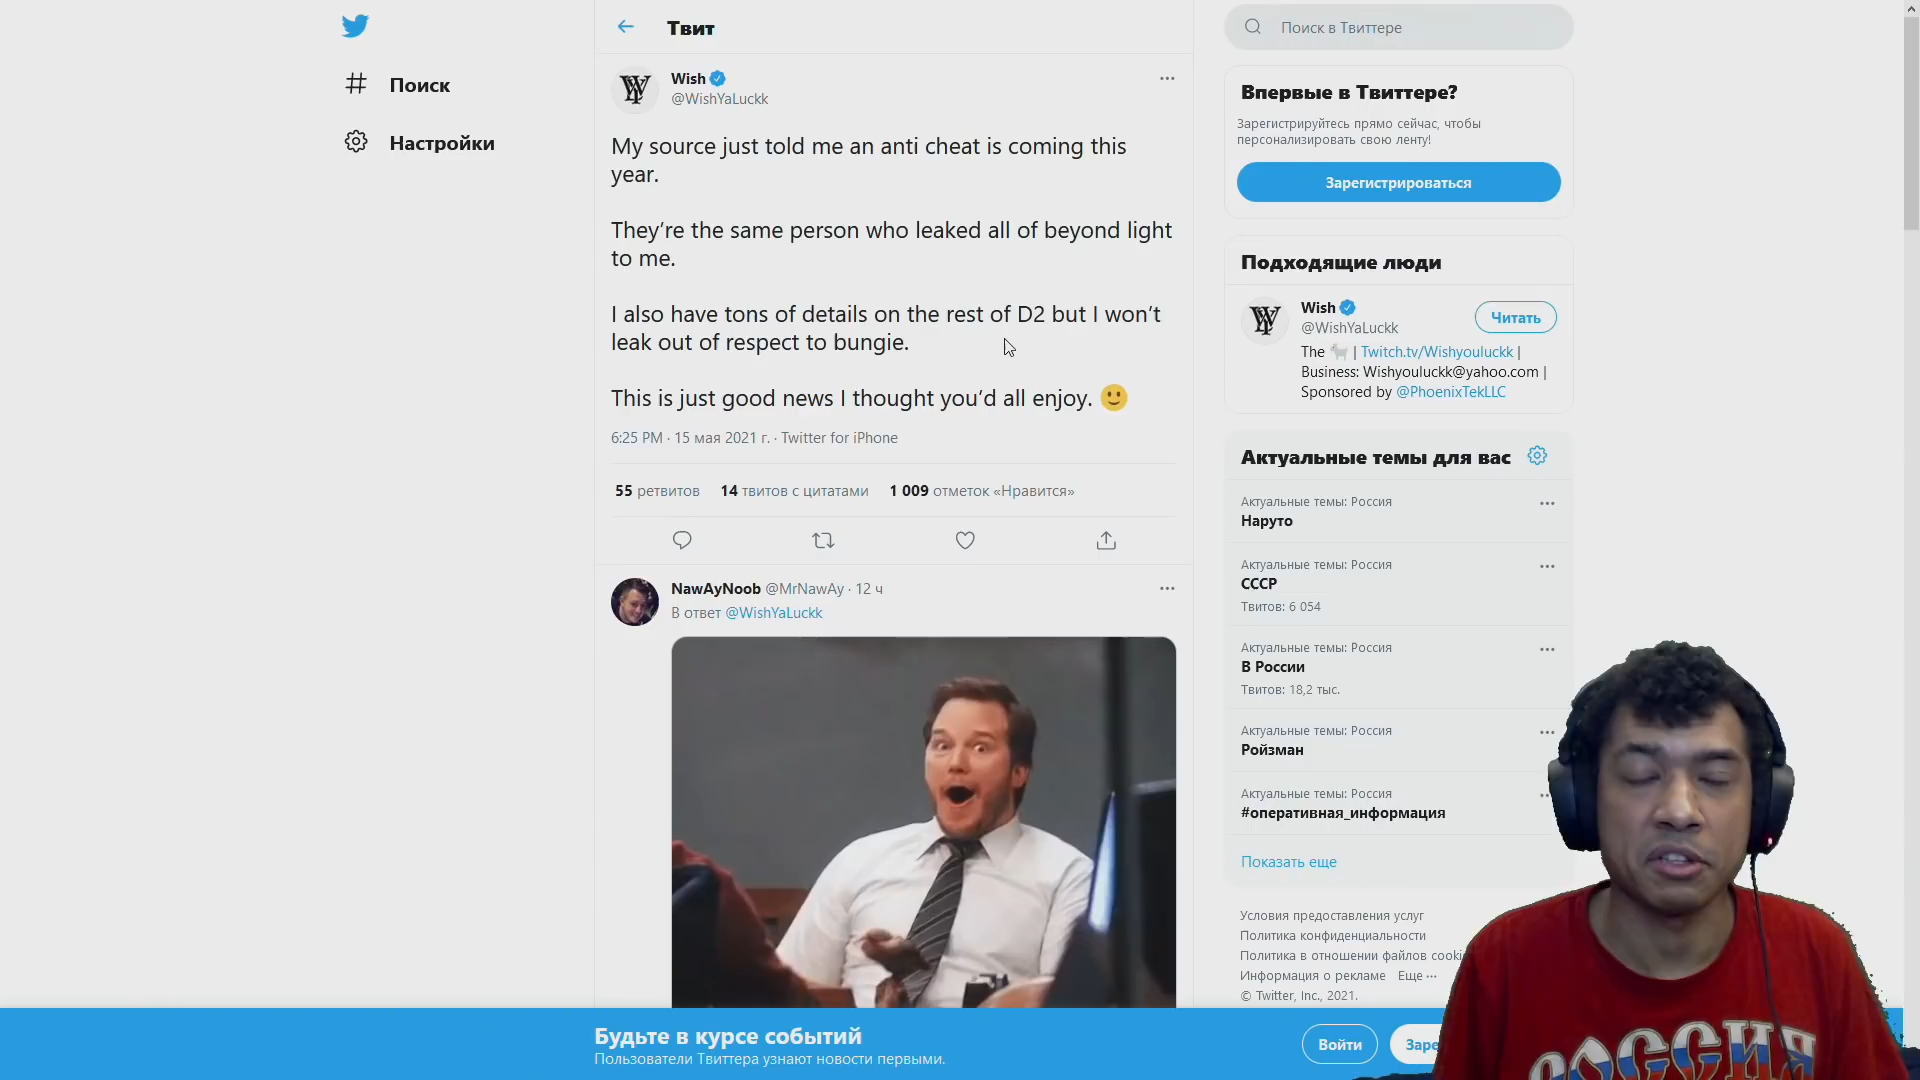 Поиск
Настройки
Твит
Wish
@WishYaLuckk
My source just told me an anti cheat is coming this
year.
They’re the same person who leaked all of beyond light
to me.
I also have tons of details on the rest of D2 but I won’t
leak out of respect to bungie.
This is just good news I thought you’d all enjoy. 🙂
6:25 PM · 15 мая 2021 г. · Twitter for iPhone
55 ретвитов 14 твитов с цитатами 1 009 отметок «Нравится»
NawAyNoob @MrNawAy · 12 ч
В ответ @WishYaLuckk
Поиск в Твиттере
Впервые в Твиттере?
Зарегистрируйтесь прямо сейчас, чтобы
персонализировать свою ленту!
Зарегистрироваться
Подходящие люди
Wish
@WishYaLuckk
Читать
The 🐐 | Twitch.tv/Wishyouluckk |
Business: Wishyouluckk@yahoo.com |
Sponsored by @PhoenixTekLLC
Актуальные темы для вас
Актуальные темы: Россия
Наруто
Актуальные темы: Россия
СССР
Твитов: 6 054
Актуальные темы: Россия
В России
Твитов: 18,2 тыс.
Актуальные темы: Россия
Ройзман
Актуальные темы: Россия
#оперативная_информация
Показать еще
Условия предоставления услуг
Политика конфиденциальности
Политика в отношении файлов cooki
Информация о рекламе Еще ···
© Twitter, Inc., 2021.
Будьте в курсе событий
Пользователи Твиттера узнают новости первыми.
Войти
Заре
РОССИЯ